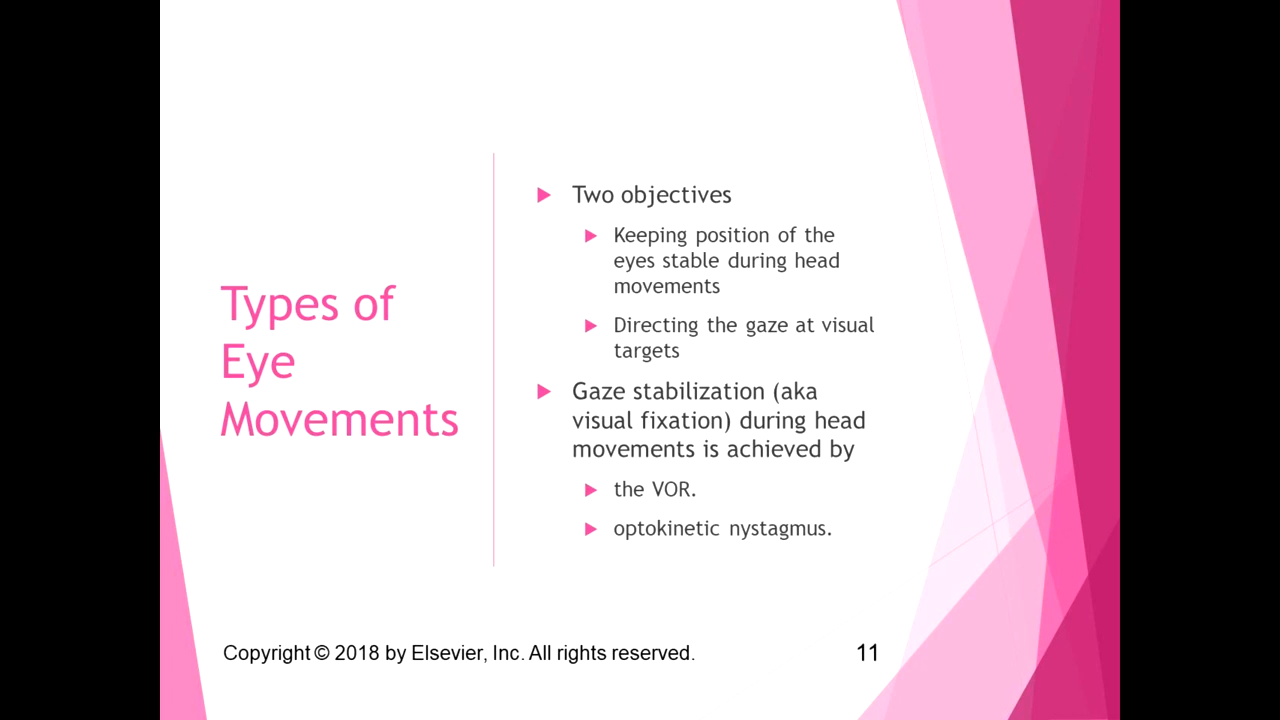 Types of
Eye
Movements
Two objectives
Keeping position of the
eyes stable during head
movements
Directing the gaze at visual
targets
Gaze stabilization (aka
visual fixation) during head
movements is achieved by
the VOR.
optokinetic nystagmus.
Copyright © 2018 by Elsevier, Inc. All rights reserved.
11